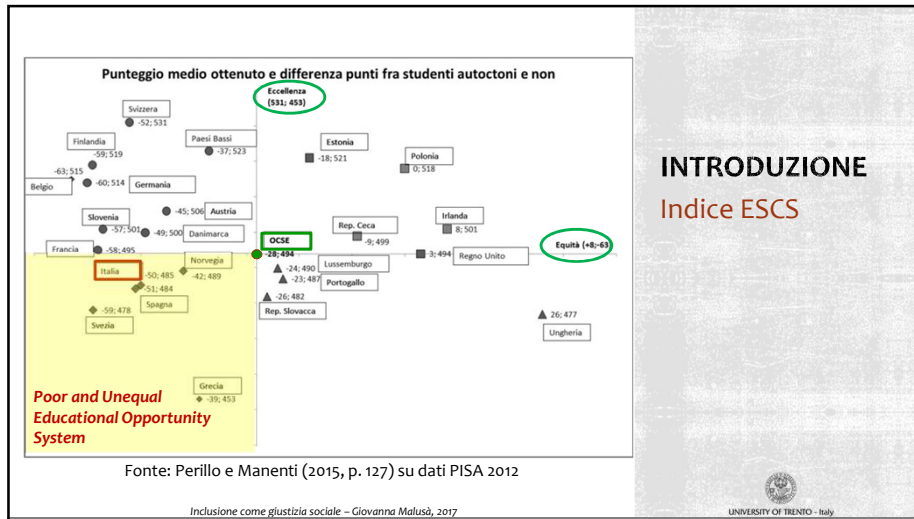 Punteggio medio ottenuto e differenza punti fra studenti autoctoni e non
Eccellenza
(531; 453)
Svizzera
-52; 531
Finlandia
-59; 519
Paesi Bassi
-37; 523
Estonia
-18; 521
Polonia
0; 518
-63; 515
Belgio
-60; 514
Germania
-45; 506
Austria
Slovenia
-57; 501
-49; 500
Danimarca
Rep. Ceca
-9; 499
Irlanda
8; 501
OCSE
-28; 494
Equità (+8;-63
Francia
-58; 495
3; 494
Regno Unito
Norvegia
-42; 489
Italia
-50; 485
-51; 484
Spagna
-24; 490
Lussemburgo
-23; 487
Portogallo
-26; 482
Rep. Slovacca
-59; 478
Svezia
26; 477
Ungheria
Grecia
-39; 453
Poor and Unequal
Educational Opportunity
System
Fonte: Perillo e Manenti (2015, p. 127) su dati PISA 2012
Inclusione come giustizia sociale – Giovanna Malusà, 2017
INTRODUZIONE
Indice ESCS
UNIVERSITY OF TRENTO - Italy